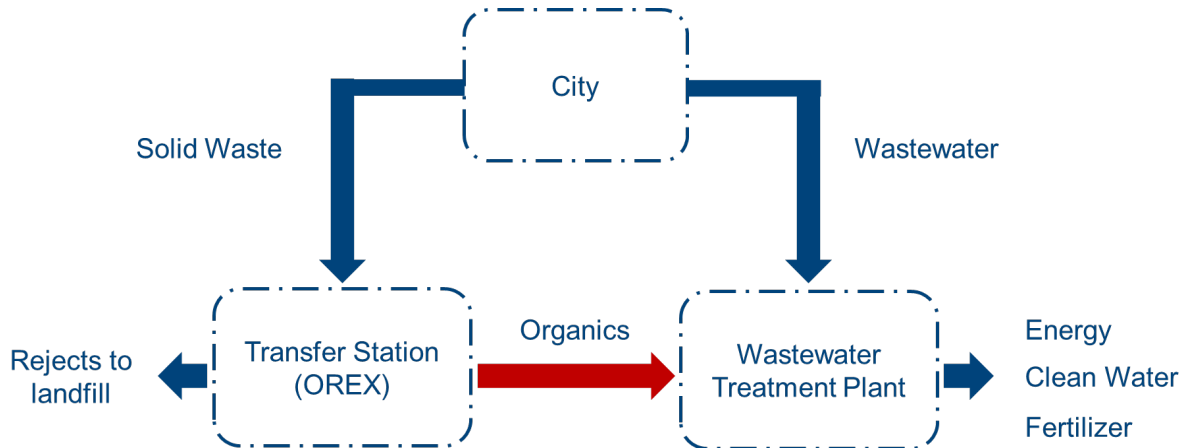 City
Solid Waste
Wastewater
Organics
Energy
Rejects to
landfill
Transfer Station
(OREX)
Wastewater
Treatment Plant
Clean Water
Fertilizer